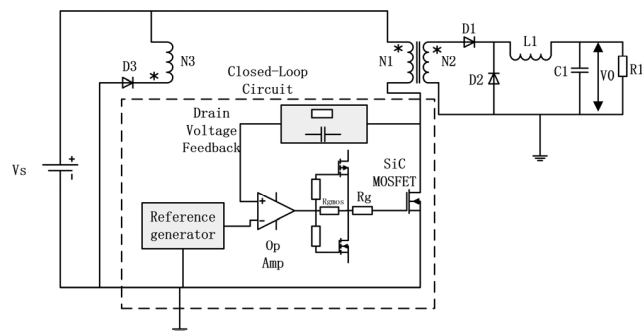 D3
N3
N1
N2
D1
L1
D2
C1
V0
R1
Closed-Loop
Circuit
Drain
Voltage
Feedback
Vs
+
-
SiC
MOSFET
Rgmos
Rg
+
-
Reference
generator
Op
Amp